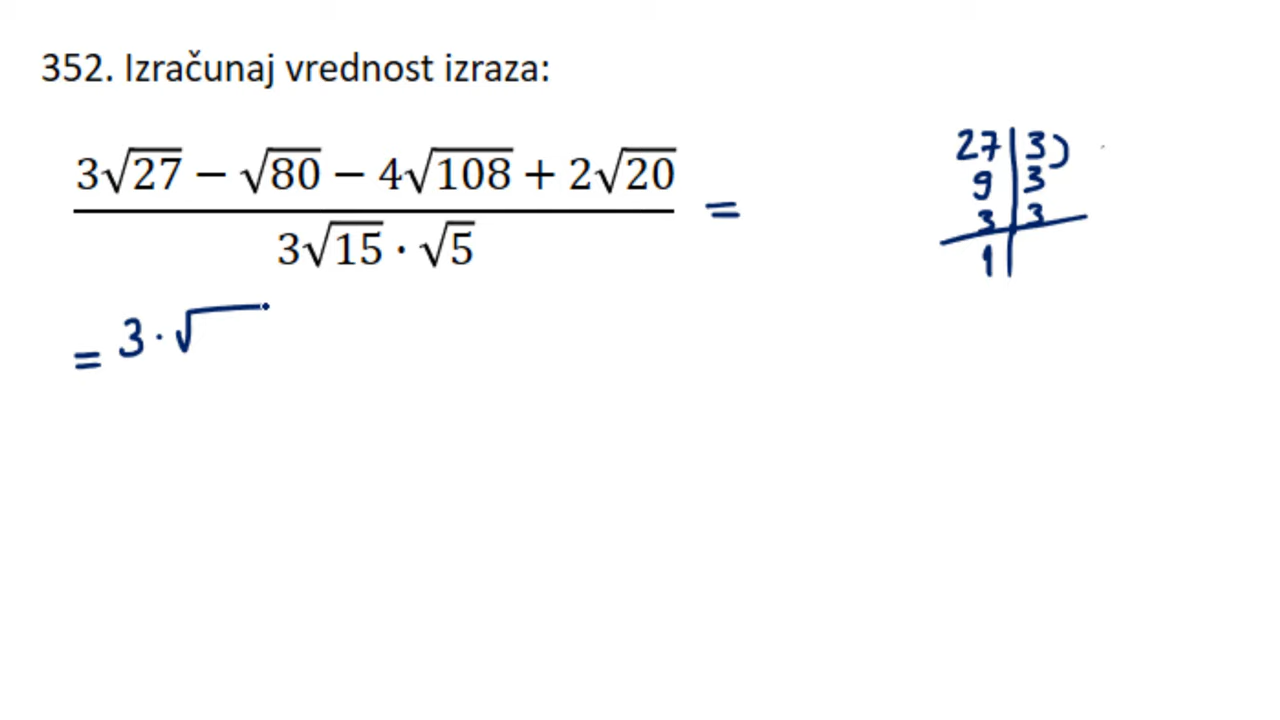 352. Izračunaj vrednost izraza:
3√27 − √80 − 4√108 + 2√20
3√15 · √5
=
= 3 · √
27 | 3)
9 | 3
3 | 3
1 |